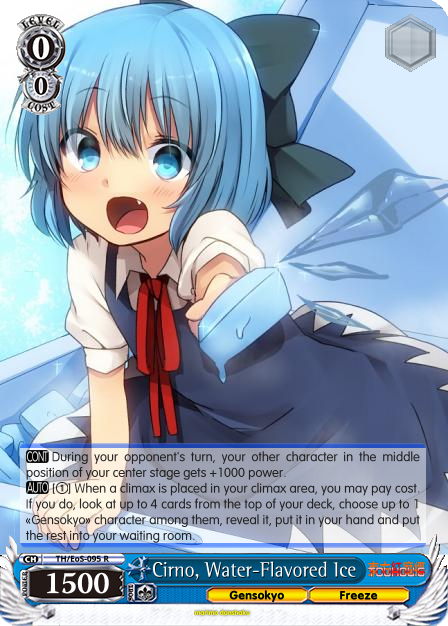 LEVEL
0
0
COST
CONT During your opponent's turn, your other character in the middle
position of your center stage gets +1000 power.
AUTO [①] When a climax is placed in your climax area, you may pay cost.
If you do, look at up to 4 cards from the top of your deck, choose up to 1
«Gensokyo» character among them, reveal it, put it in your hand and put
the rest into your waiting room.
CH TH/EoS-095 R
POWER 1500 SOUL Cirno, Water-Flavored Ice
Gensokyo Freeze